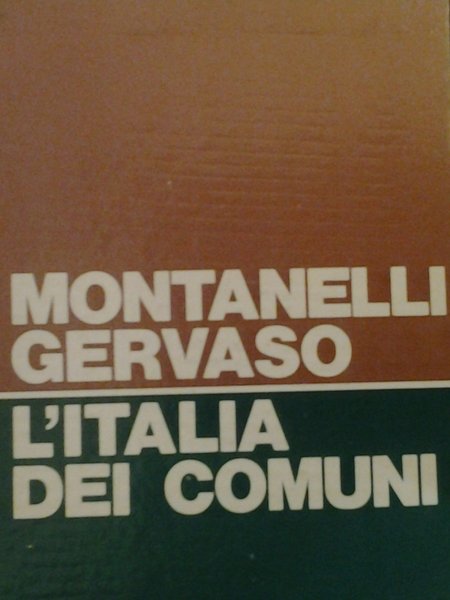 MONTANELLI
GERVASO
L'ITALIA
DEI COMUNI